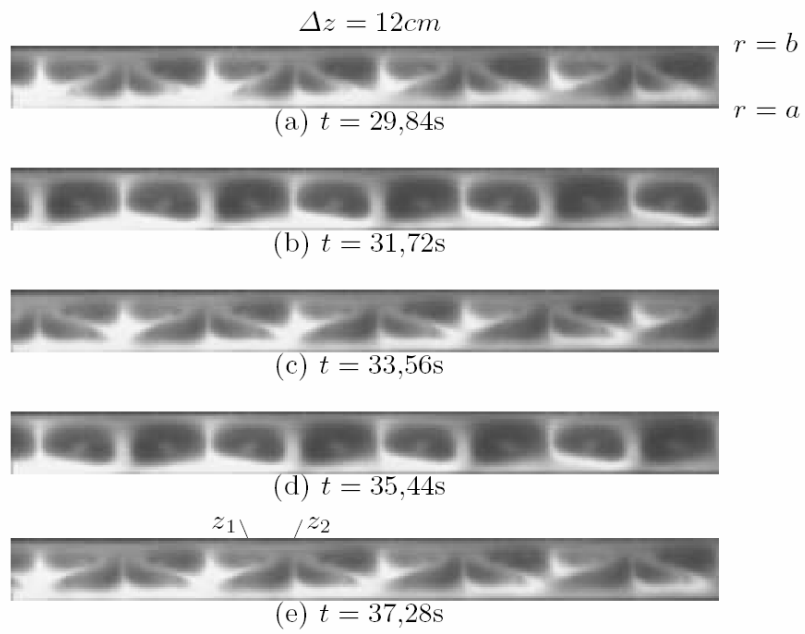 Δz = 12cm
r = b
r = a
(a) t = 29,84s
(b) t = 31,72s
(c) t = 33,56s
(d) t = 35,44s
z₁ z₂
(e) t = 37,28s